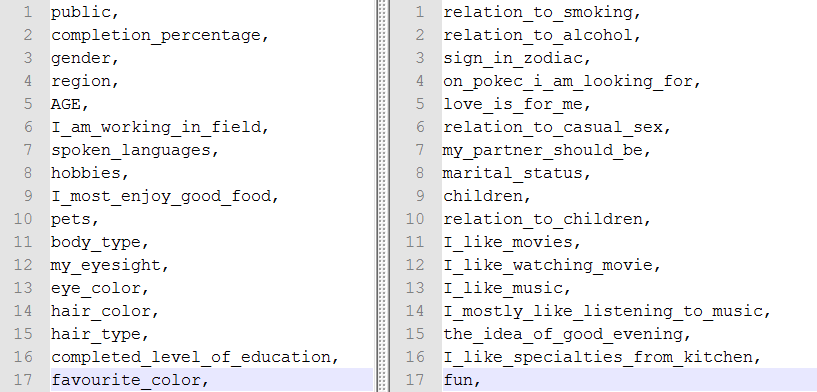 1 public,
2 completion_percentage,
3 gender,
4 region,
5 AGE,
6 I_am_working_in_field,
7 spoken_languages,
8 hobbies,
9 I_most_enjoy_good_food,
10 pets,
11 body_type,
12 my_eyesight,
13 eye_color,
14 hair_color,
15 hair_type,
16 completed_level_of_education,
17 favourite_color,
1 relation_to_smoking,
2 relation_to_alcohol,
3 sign_in_zodiac,
4 on_pokec_i_am_looking_for,
5 love_is_for_me,
6 relation_to_casual_sex,
7 my_partner_should_be,
8 marital_status,
9 children,
10 relation_to_children,
11 I_like_movies,
12 I_like_watching_movie,
13 I_like_music,
14 I_mostly_like_listening_to_music,
15 the_idea_of_good_evening,
16 I_like_specialties_from_kitchen,
17 fun,